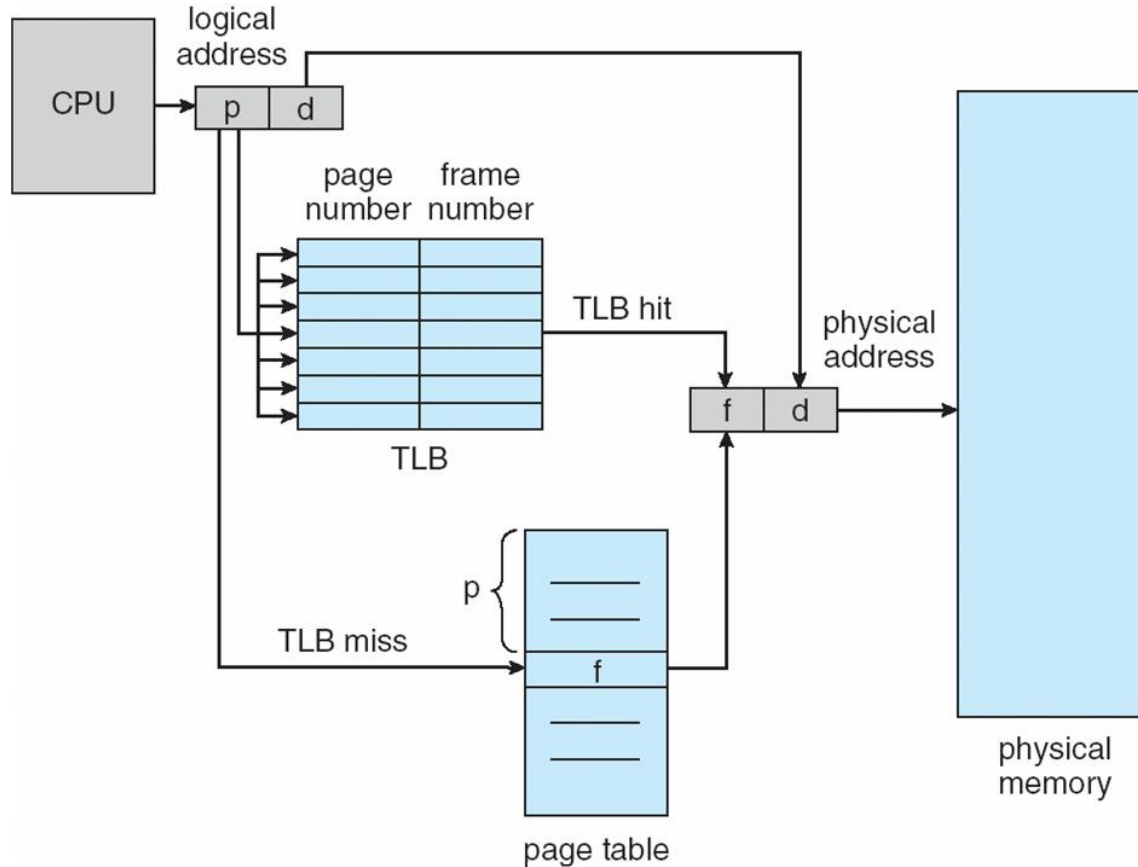 logical
address
CPU
p
d
page
number
frame
number
TLB hit
physical
address
f
d
TLB
p
TLB miss
f
physical
memory
page table